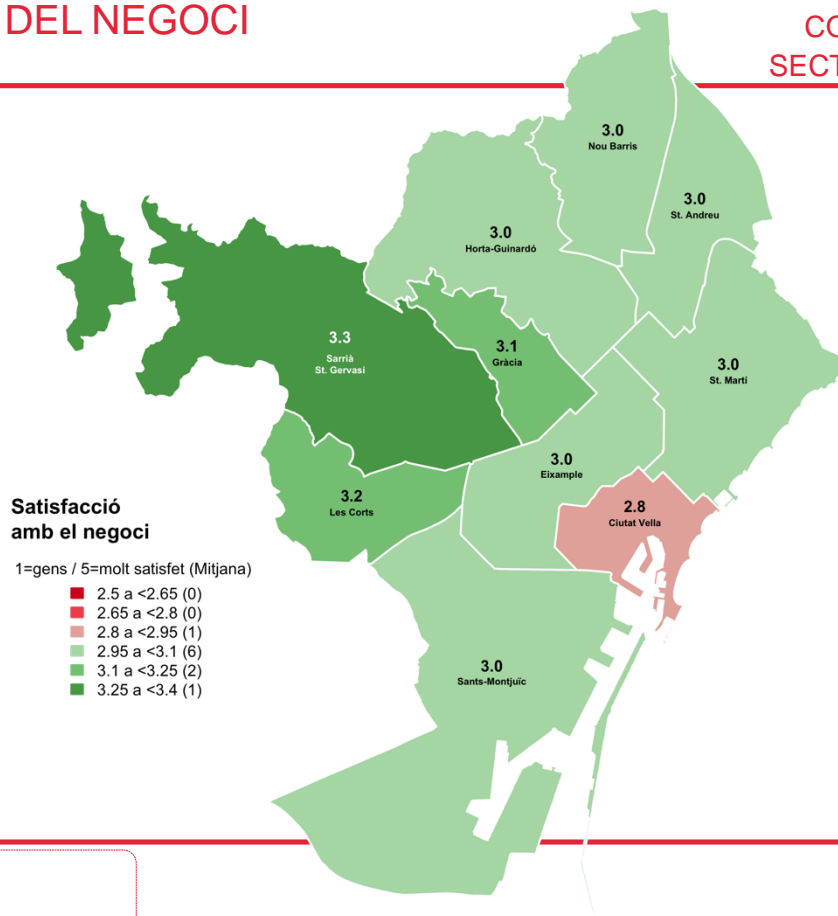 DEL NEGOCI
CO
SECT
3.0
Nou Barris
3.0
St. Andreu
3.0
Horta-Guinardó
3.3
Sarrià
St. Gervasi
3.1
Gràcia
3.0
St. Martí
3.0
Eixample
3.2
Les Corts
2.8
Ciutat Vella
3.0
Sants-Montjuïc
Satisfacció
amb el negoci
1=gens / 5=molt satisfet (Mitjana)
2.5 a <2.65 (0)
2.65 a <2.8 (0)
2.8 a <2.95 (1)
2.95 a <3.1 (6)
3.1 a <3.25 (2)
3.25 a <3.4 (1)